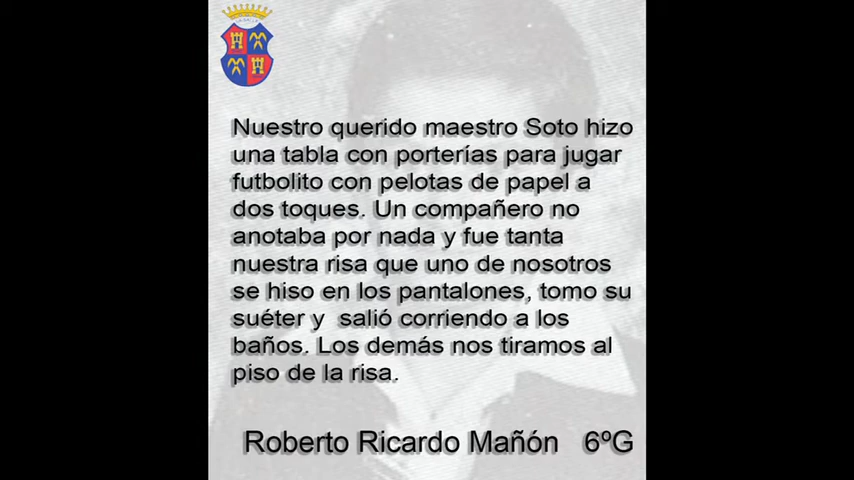 Nuestro querido maestro Soto hizo
una tabla con porterías para jugar
futbolito con pelotas de papel a
dos toques. Un compañero no
anotaba por nada y fue tanta
nuestra risa que uno de nosotros
se hiso en los pantalones, tomo su
suéter y salió corriendo a los
baños. Los demás nos tiramos al
piso de la risa.
Roberto Ricardo Mañón 6ºG